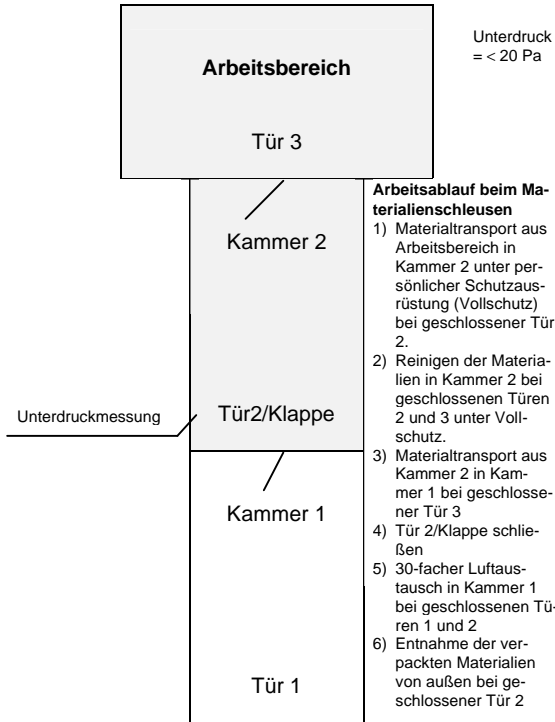 Unterdruck
= < 20 Pa
Arbeitsbereich
Tür 3
Kammer 2
Tür2/Klappe
Unterdruckmessung
Kammer 1
Tür 1
Arbeitsablauf beim Ma-
terialienschleusen
1) Materialtransport aus
Arbeitsbereich in
Kammer 2 unter per-
sönlicher Schutzaus-
rüstung (Vollschutz)
bei geschlossener Tür
2.
2) Reinigen der Materia-
lien in Kammer 2 bei
geschlossenen Türen
2 und 3 unter Voll-
schutz.
3) Materialtransport aus
Kammer 2 in Kam-
mer 1 bei geschlosse-
ner Tür 3
4) Tür 2/Klappe schlie-
ßen
5) 30-facher Luftaus-
tausch in Kammer 1
bei geschlossenen Tü-
ren 1 und 2
6) Entnahme der ver-
packten Materialien
von außen bei ge-
schlossener Tür 2